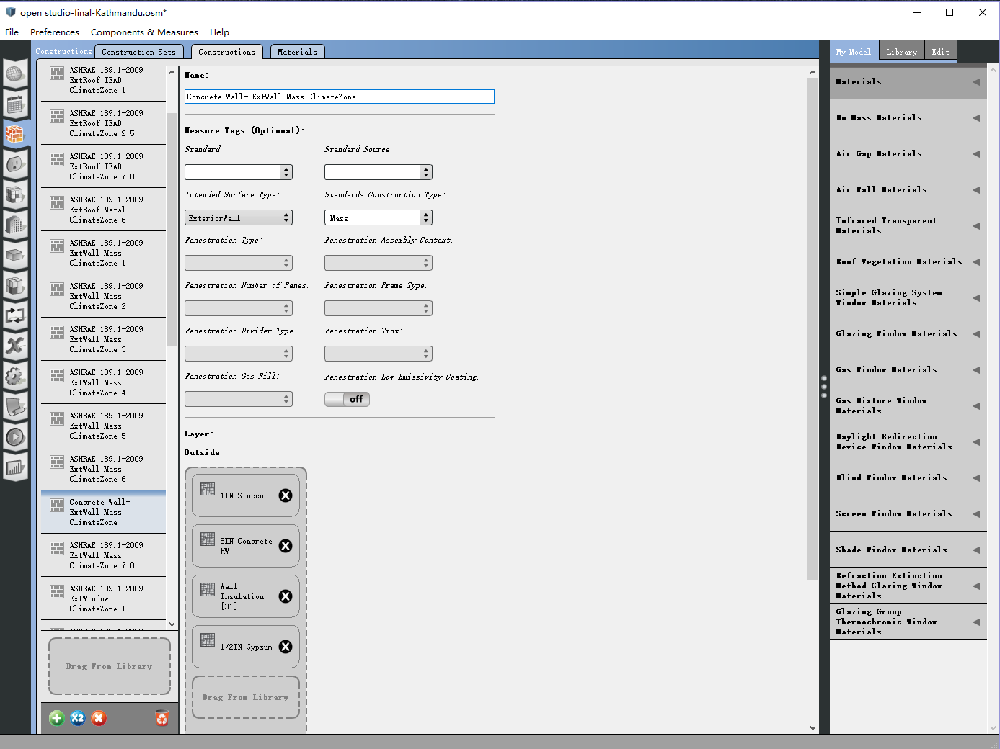 open studio-final-Kathmandu.osm*
File Preferences Components & Measures Help
Constructions Construction Sets Constructions Materials
My Model Library Edit
ASHRAE 189.1-2009
ExtRoof IEAD
ClimateZone 1
ASHRAE 189.1-2009
ExtRoof IEAD
ClimateZone 2-5
ASHRAE 189.1-2009
ExtRoof IEAD
ClimateZone 7-8
ASHRAE 189.1-2009
ExtRoof Metal
ClimateZone 6
ASHRAE 189.1-2009
ExtWall Mass
ClimateZone 1
ASHRAE 189.1-2009
ExtWall Mass
ClimateZone 2
ASHRAE 189.1-2009
ExtWall Mass
ClimateZone 3
ASHRAE 189.1-2009
ExtWall Mass
ClimateZone 4
ASHRAE 189.1-2009
ExtWall Mass
ClimateZone 5
ASHRAE 189.1-2009
ExtWall Mass
ClimateZone 6
Concrete Wall-
ExtWall Mass
ClimateZone
ASHRAE 189.1-2009
ExtWall Mass
ClimateZone 7-8
ASHRAE 189.1-2009
ExtWindow
ClimateZone 1
Drag From Library
X2
Name:
Concrete Wall- ExtWall Mass ClimateZone
Measure Tags (Optional):
Standard: Standard Source:
Intended Surface Type: Standards Construction Type:
ExteriorWall Mass
Fenestration Type: Fenestration Assembly Context:
Fenestration Number of Panes: Fenestration Frame Type:
Fenestration Divider Type: Fenestration Tint:
Fenestration Gas Fill: Fenestration Low Emissivity Coating:
off
Layer:
Outside
1IN Stucco
8IN Concrete
HW
Wall
Insulation
[31]
1/2IN Gypsum
Drag From Library
Materials
No Mass Materials
Air Gap Materials
Air Wall Materials
Infrared Transparent
Materials
Roof Vegetation Materials
Simple Glazing System
Window Materials
Glazing Window Materials
Gas Window Materials
Gas Mixture Window
Materials
Daylight Redirection
Device Window Materials
Blind Window Materials
Screen Window Materials
Shade Window Materials
Refraction Extinction
Method Glazing Window
Materials
Glazing Group
Thermochromic Window
Materials